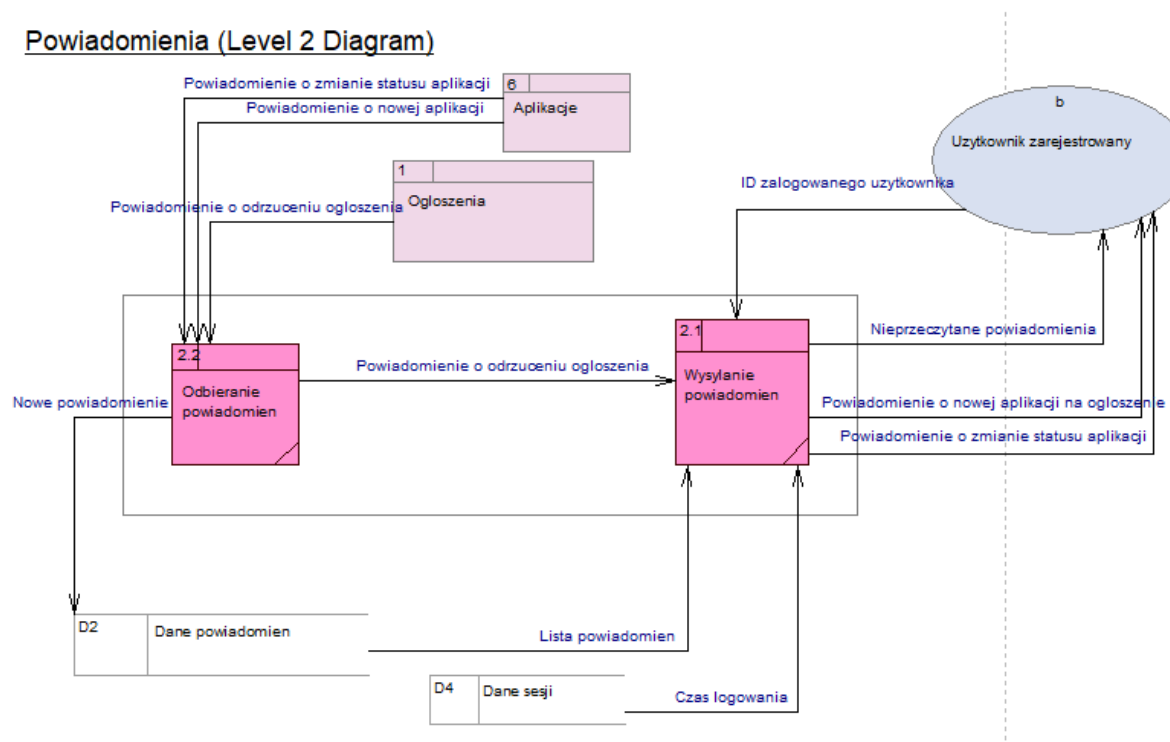 Powiadomienia (Level 2 Diagram)
Powiadomienie o zmianie statusu aplikacji
6
Powiadomienie o nowej aplikacji
Aplikacje
b
Uzytkownik zarejestrowany
1
ID zalogowanego uzytkownika
Powiadomienie o odrzuceniu ogloszenia
Ogloszenia
2.1
Nieprzeczytane powiadomienia
2.2
Powiadomienie o odrzuceniu ogloszenia
Wysylanie
powiadomien
Odbieranie
powiadomien
Nowe powiadomienie
Powiadomienie o nowej aplikacji na ogloszenie
Powiadomienie o zmianie statusu aplikacji
D2
Dane powiadomien
Lista powiadomien
D4
Dane sesji
Czas logowania